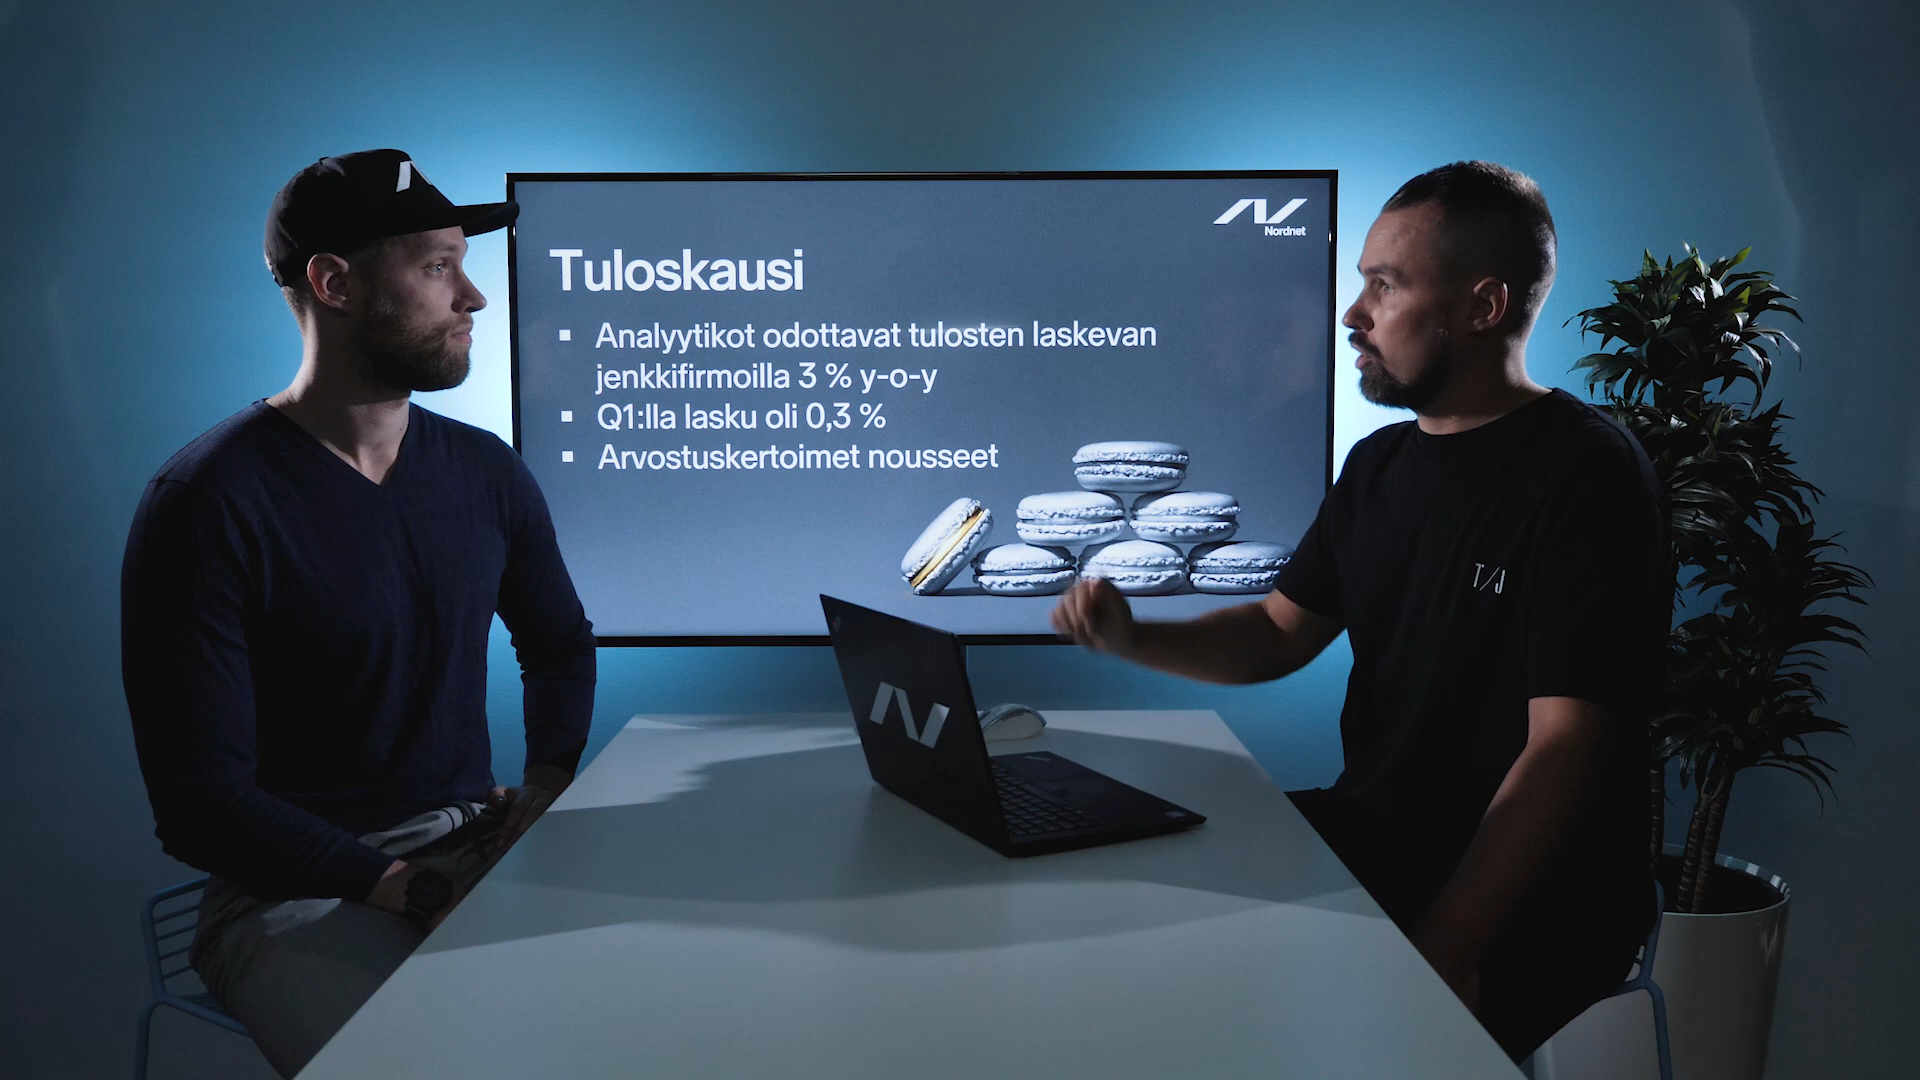 Nordnet
Tuloskausi
▪ Analyytikot odottavat tulosten laskevan
jenkkifirmoilla 3 % y-o-y
▪ Q1:lla lasku oli 0,3 %
▪ Arvostuskertoimet nousseet
T/J